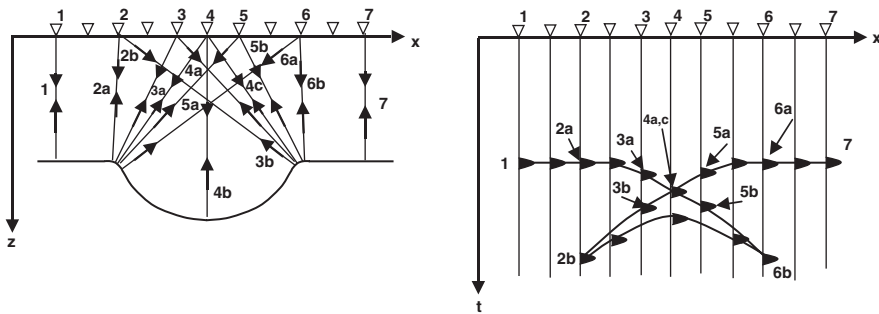 1 2 3 4 5 6 7
x
2b 4a 5b 6a
1 2a 3a 5a 4c 6b 7
3b
4b
z
1 2 3 4 5 6 7
x
2a 3a 4a,c 5a 6a
1 7
3b 5b
2b 6b
t